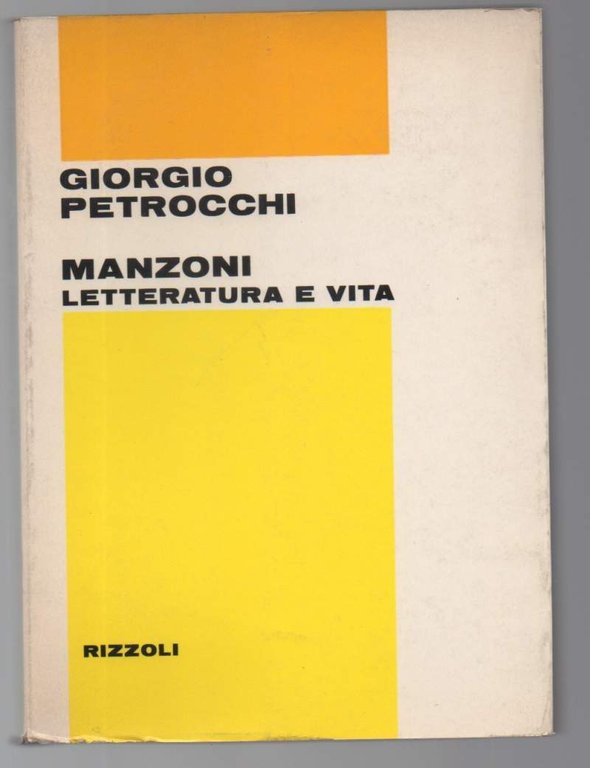 GIORGIO
PETROCCHI
MANZONI
LETTERATURA E VITA
RIZZOLI